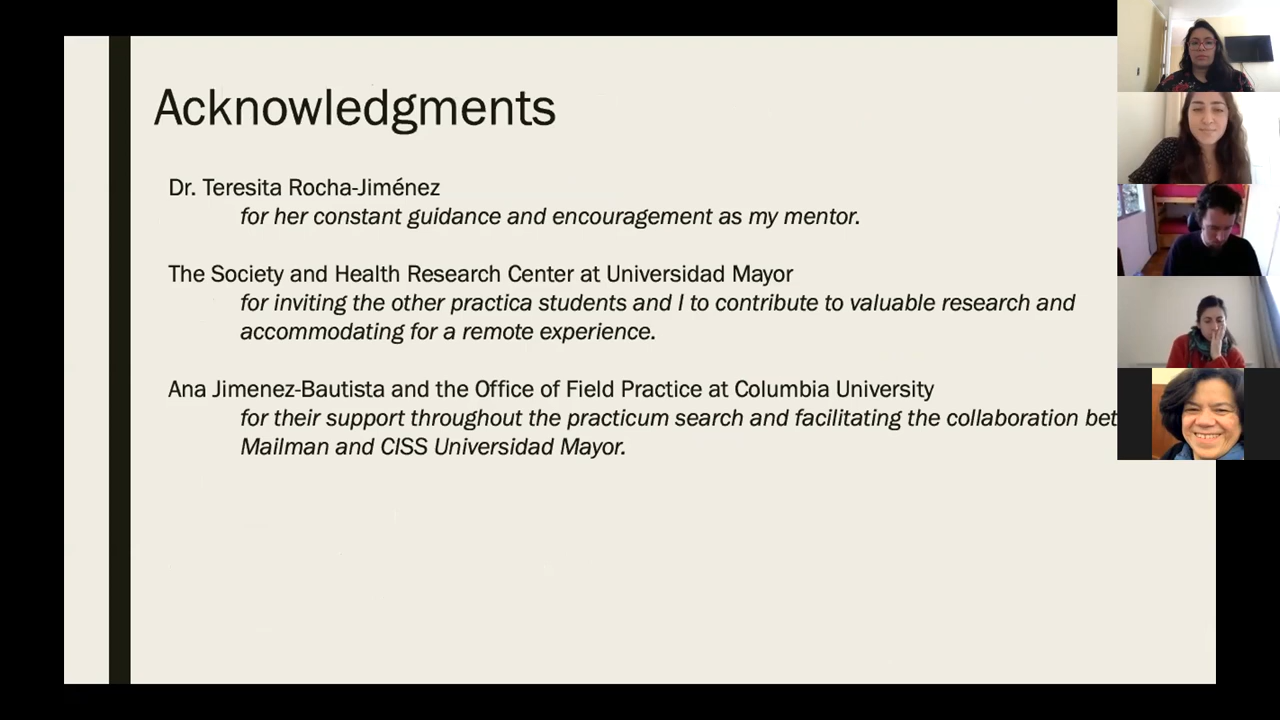 Acknowledgments
Dr. Teresita Rocha-Jiménez
for her constant guidance and encouragement as my mentor.
The Society and Health Research Center at Universidad Mayor
for inviting the other practica students and I to contribute to valuable research and
accommodating for a remote experience.
Ana Jimenez-Bautista and the Office of Field Practice at Columbia University
for their support throughout the practicum search and facilitating the collaboration bet
Mailman and CISS Universidad Mayor.